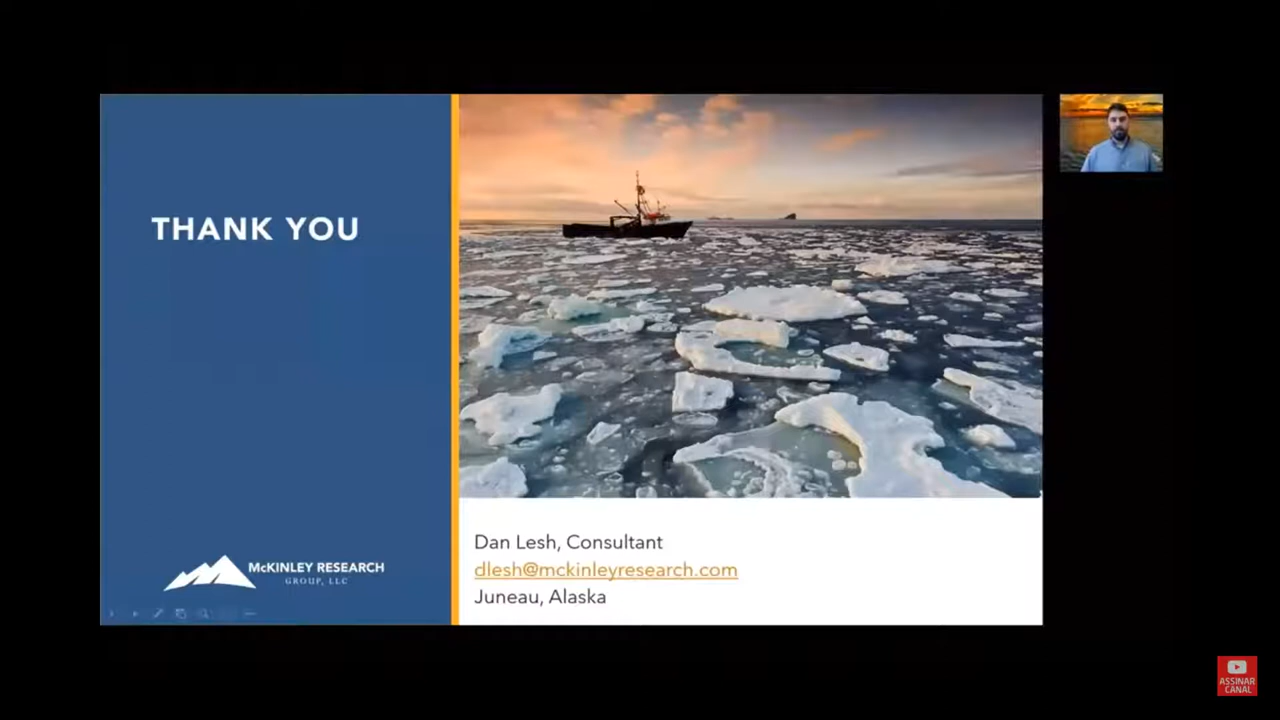 THANK YOU
McKINLEY RESEARCH
GROUP, LLC
Dan Lesh, Consultant
dlesh@mckinleyresearch.com
Juneau, Alaska
ASSINAR
CANAL